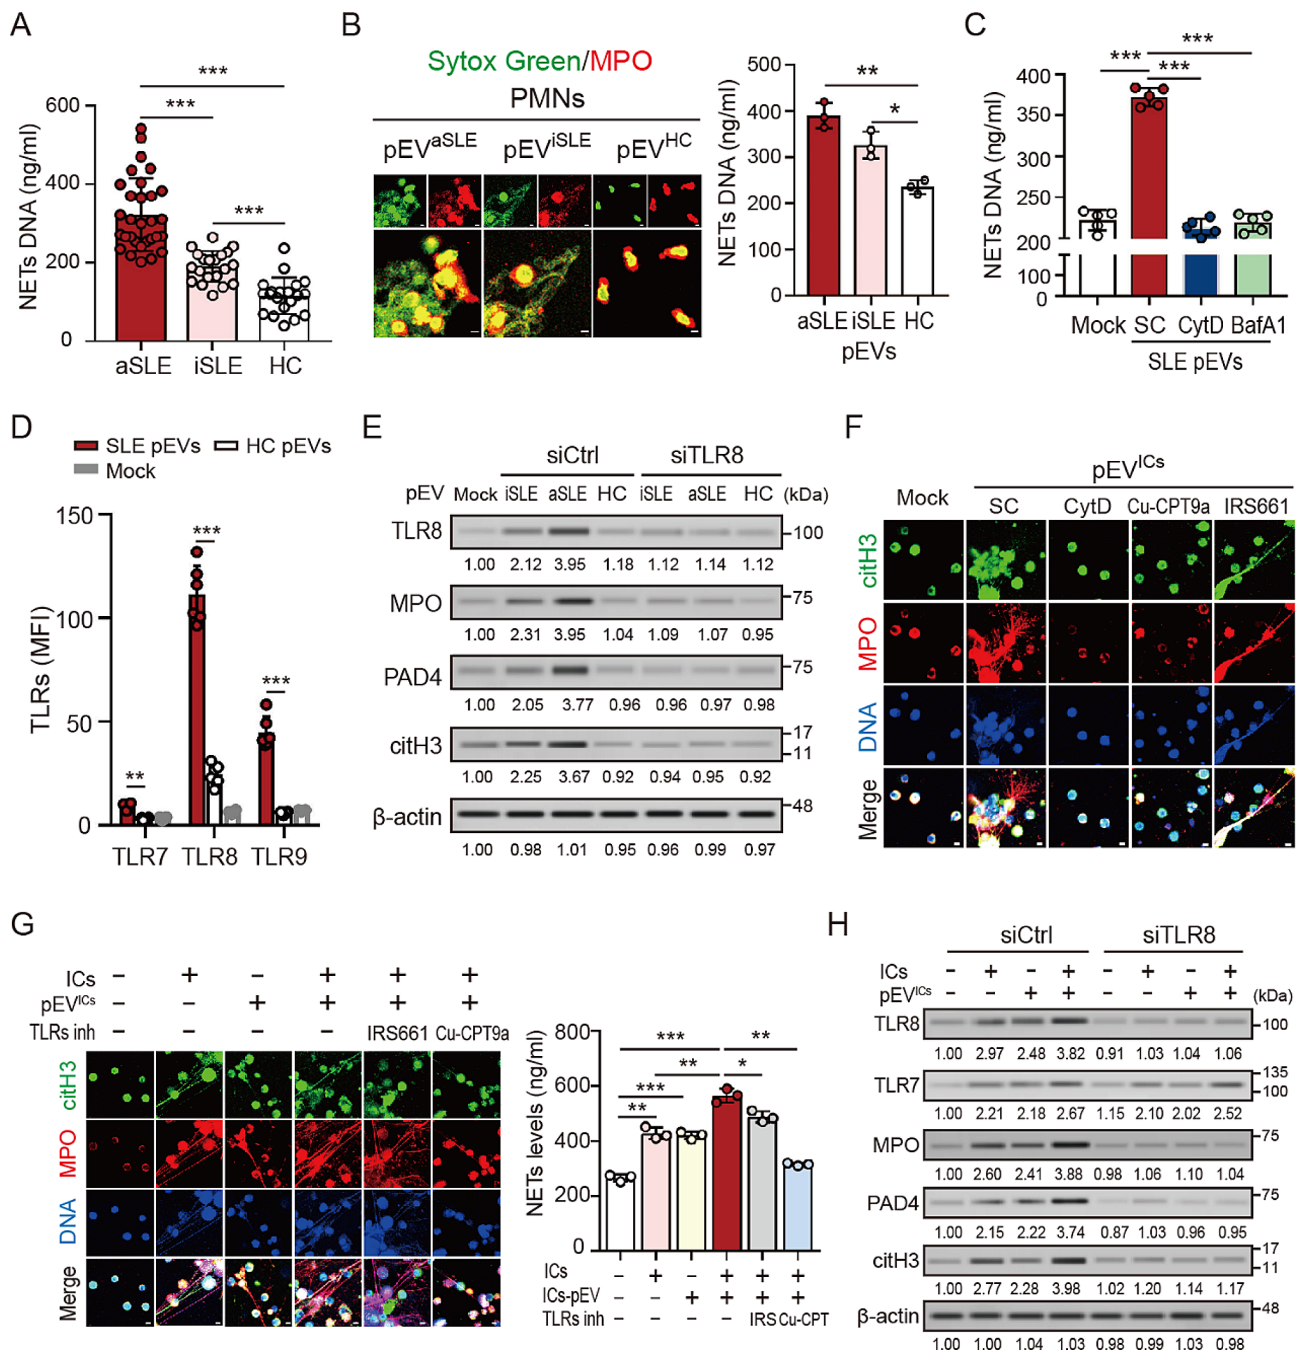 A
***
***
***
NETs DNA (ng/ml)
600
400
200
0
aSLE iSLE HC
B
Sytox Green/MPO
PMNs
pEV^aSLE pEV^iSLE pEV^HC
NETs DNA (ng/ml)
500
400
300
200
100
0
**
*
aSLE iSLE HC
pEVs
C
***
*** ***
NETs DNA (ng/ml)
400
350
300
250
200
100
0
Mock SC CytD BafA1
SLE pEVs
D
SLE pEVs HC pEVs
Mock
TLRs (MFI)
150
100
50
0
**
***
***
TLR7 TLR8 TLR9
E
siCtrl siTLR8
pEV Mock iSLE aSLE HC iSLE aSLE HC (kDa)
TLR8 100
1.00 2.12 3.95 1.18 1.12 1.14 1.12
MPO 75
1.00 2.31 3.95 1.04 1.09 1.07 0.95
PAD4 75
1.00 2.05 3.77 0.96 0.96 0.97 0.98
citH3 17
11
1.00 2.25 3.67 0.92 0.94 0.95 0.92
β-actin 48
1.00 0.98 1.01 0.95 0.96 0.99 0.97
F
pEV^ICs
Mock SC CytD Cu-CPT9a IRS661
citH3
MPO
DNA
Merge
G
ICs − + − + + +
pEV^ICs − − + + + +
TLRs inh − − − − IRS661 Cu-CPT9a
citH3
MPO
DNA
Merge
NETs levels (ng/ml)
800
600
400
200
0
*** **
** *
***
**
ICs − + − + + +
ICs-pEV − − + + + +
TLRs inh − − − − IRS Cu-CPT
H
siCtrl siTLR8
ICs − + − + − + − +
pEV^ICs − − + + − − + + (kDa)
TLR8 100
1.00 2.97 2.48 3.82 0.91 1.03 1.04 1.06
TLR7 135
100
1.00 2.21 2.18 2.67 1.15 2.10 2.02 2.52
MPO 75
1.00 2.60 2.41 3.88 0.98 1.06 1.10 1.04
PAD4 75
1.00 2.15 2.22 3.74 0.87 1.03 0.96 0.95
citH3 17
11
1.00 2.77 2.28 3.98 1.02 1.20 1.14 1.17
β-actin 48
1.00 1.00 1.04 1.03 0.98 0.99 1.03 0.98